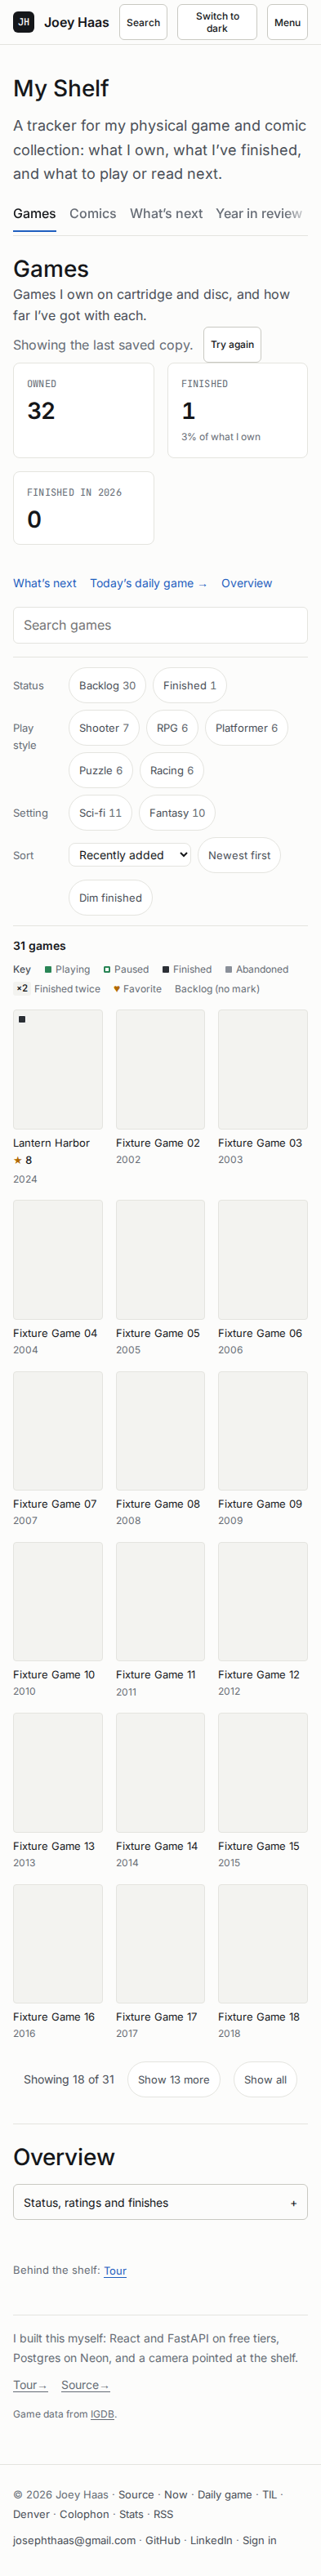 JH Joey Haas Search Switch to dark Menu
My Shelf
A tracker for my physical game and comic
collection: what I own, what I've finished,
and what to play or read next.
Games Comics What's next Year in review
Games
Games I own on cartridge and disc, and how
far I've got with each.
Showing the last saved copy. Try again
OWNED
32
FINISHED
1
3% of what I own
FINISHED IN 2026
0
What's next Today's daily game → Overview
Search games
Status Backlog 30 Finished 1
Play style Shooter 7 RPG 6 Platformer 6
Puzzle 6 Racing 6
Setting Sci-fi 11 Fantasy 10
Sort Recently added Newest first
Dim finished
31 games
Key Playing Paused Finished Abandoned
×2 Finished twice ♥ Favorite Backlog (no mark)
Lantern Harbor
★ 8
2024
Fixture Game 02
2002
Fixture Game 03
2003
Fixture Game 04
2004
Fixture Game 05
2005
Fixture Game 06
2006
Fixture Game 07
2007
Fixture Game 08
2008
Fixture Game 09
2009
Fixture Game 10
2010
Fixture Game 11
2011
Fixture Game 12
2012
Fixture Game 13
2013
Fixture Game 14
2014
Fixture Game 15
2015
Fixture Game 16
2016
Fixture Game 17
2017
Fixture Game 18
2018
Showing 18 of 31 Show 13 more Show all
Overview
Status, ratings and finishes +
Behind the shelf: Tour
I built this myself: React and FastAPI on free tiers,
Postgres on Neon, and a camera pointed at the shelf.
Tour→ Source→
Game data from IGDB.
© 2026 Joey Haas · Source · Now · Daily game · TIL ·
Denver · Colophon · Stats · RSS
josephthaas@gmail.com · GitHub · LinkedIn · Sign in